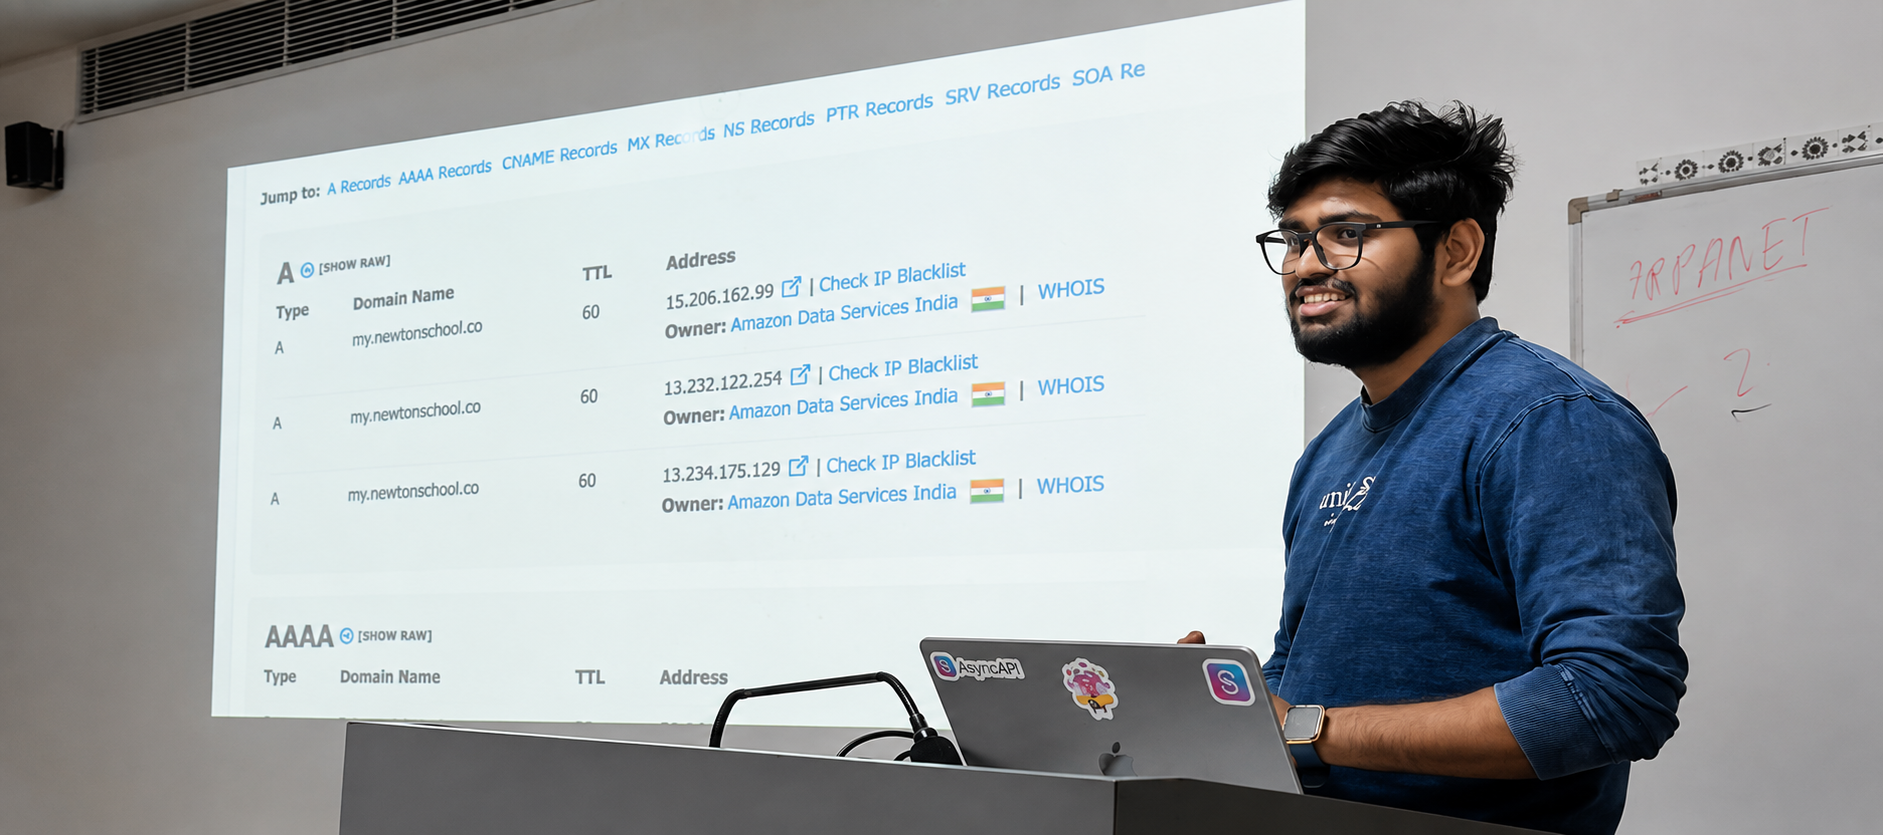 Jump to: A Records AAAA Records CNAME Records MX Records NS Records PTR Records SRV Records SOA Re
A [SHOW RAW]
Type Domain Name TTL Address
A my.newtonschool.co 60 15.206.162.99 | Check IP Blacklist
Owner: Amazon Data Services India | WHOIS
A my.newtonschool.co 60 13.232.122.254 | Check IP Blacklist
Owner: Amazon Data Services India | WHOIS
A my.newtonschool.co 60 13.234.175.129 | Check IP Blacklist
Owner: Amazon Data Services India | WHOIS
AAAA [SHOW RAW]
Type Domain Name TTL Address
ARPANET
2.
S AsyncAPI
S